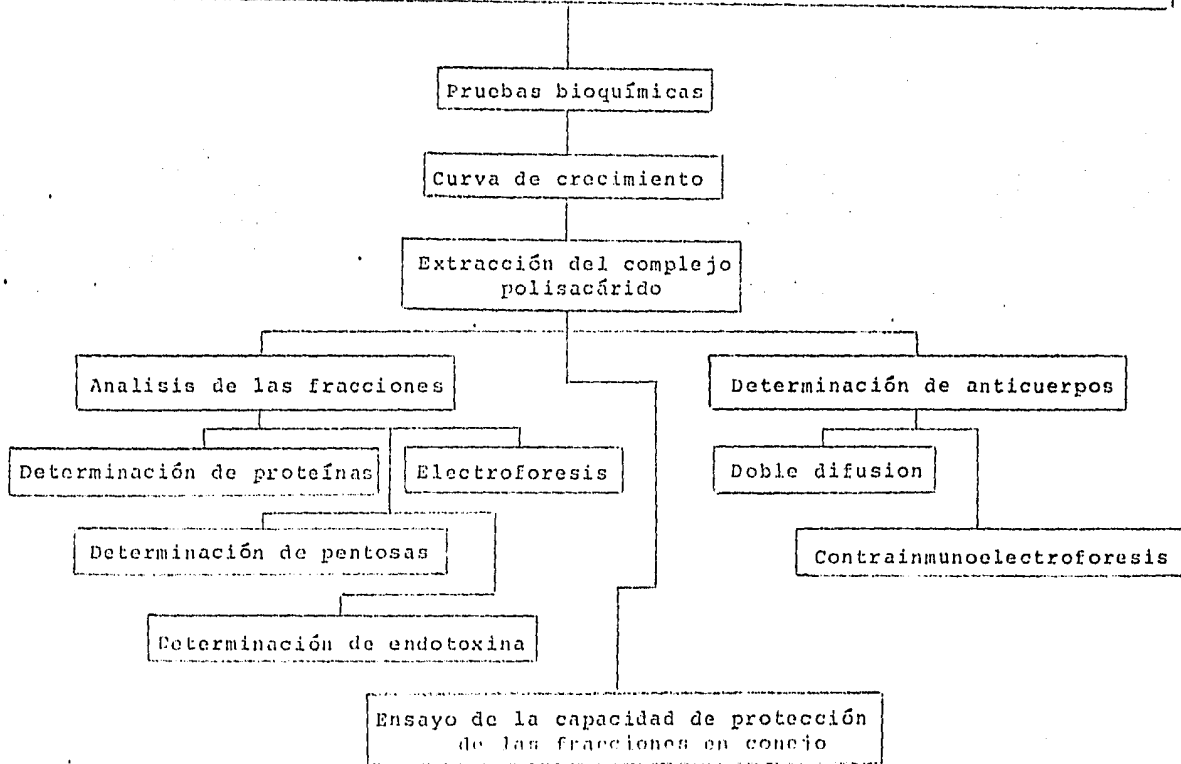 Pruebas bioquímicas
Curva de crecimiento
Extracción del complejo
polisacárido
Analisis de las fracciones
Determinación de anticuerpos
Determinación de proteínas
Electroforesis
Doble difusion
Determinación de pentosas
Contrainmunoelectroforesis
Determinación de endotoxina
Ensayo de la capacidad de protección
de las fracciones en conejo